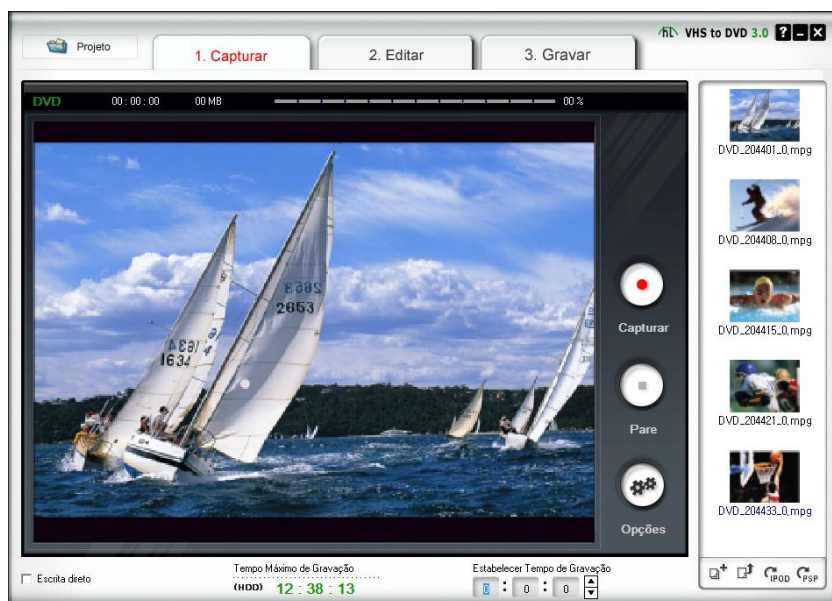 Projeto
1. Capturar
2. Editar
3. Gravar
VHS to DVD 3.0
?
DVD
00 : 00 : 00
00 MB
00 %
2653
2653
1634
1634
Capturar
Pare
Opções
DVD_204401_0.mpg
DVD_204408_0.mpg
DVD_204415_0.mpg
DVD_204421_0.mpg
DVD_204433_0.mpg
Escrita direto
Tempo Máximo de Gravação
(HDD) 12 : 38 : 13
Estabelecer Tempo de Gravação
0 : 0 : 0
IPOD
PSP